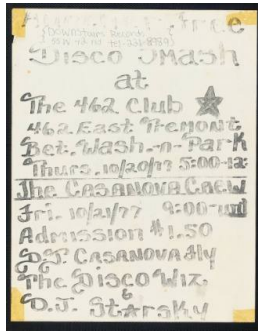 Free
Disco Smash
at
The 462 Club
462 East Tremont
Bet. Wash.-n-Park
Thurs. 10/20/77 5:00-12
The Casanova Crew
Fri. 10/21/77 9:00-
Admission $1.50
D.J. Casanova Fly
The Disco Wiz,
&
D.J. Starsky